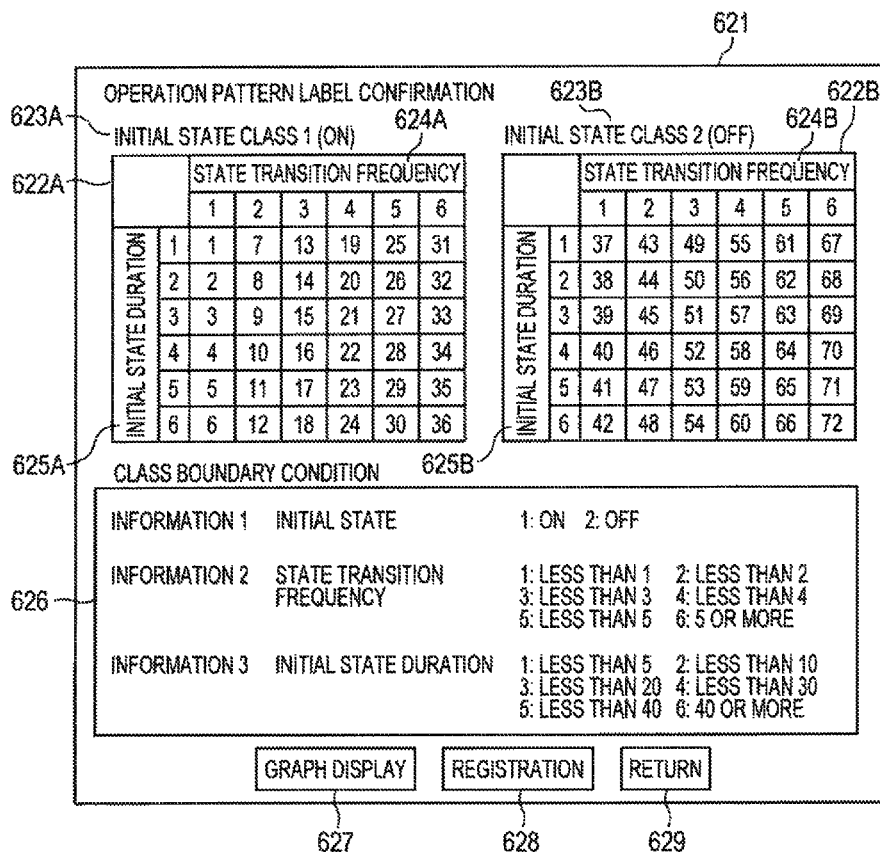 621
OPERATION PATTERN LABEL CONFIRMATION
623A
INITIAL STATE CLASS 1 (ON)
624A
623B
INITIAL STATE CLASS 2 (OFF)
622B
624B
622A
STATE TRANSITION FREQUENCY
1 2 3 4 5 6
INITIAL STATE DURATION
1 1 7 13 19 25 31
2 2 8 14 20 26 32
3 3 9 15 21 27 33
4 4 10 16 22 28 34
5 5 11 17 23 29 35
6 6 12 18 24 30 36
625A
STATE TRANSITION FREQUENCY
1 2 3 4 5 6
INITIAL STATE DURATION
1 37 43 49 55 61 67
2 38 44 50 56 62 68
3 39 45 51 57 63 69
4 40 46 52 58 64 70
5 41 47 53 59 65 71
6 42 48 54 60 66 72
625B
CLASS BOUNDARY CONDITION
626
INFORMATION 1 INITIAL STATE 1: ON 2: OFF
INFORMATION 2 STATE TRANSITION 1: LESS THAN 1 2: LESS THAN 2
FREQUENCY 3: LESS THAN 3 4: LESS THAN 4
5: LESS THAN 5 6: 5 OR MORE
INFORMATION 3 INITIAL STATE DURATION 1: LESS THAN 5 2: LESS THAN 10
3: LESS THAN 20 4: LESS THAN 30
5: LESS THAN 40 6: 40 OR MORE
GRAPH DISPLAY REGISTRATION RETURN
627 628 629